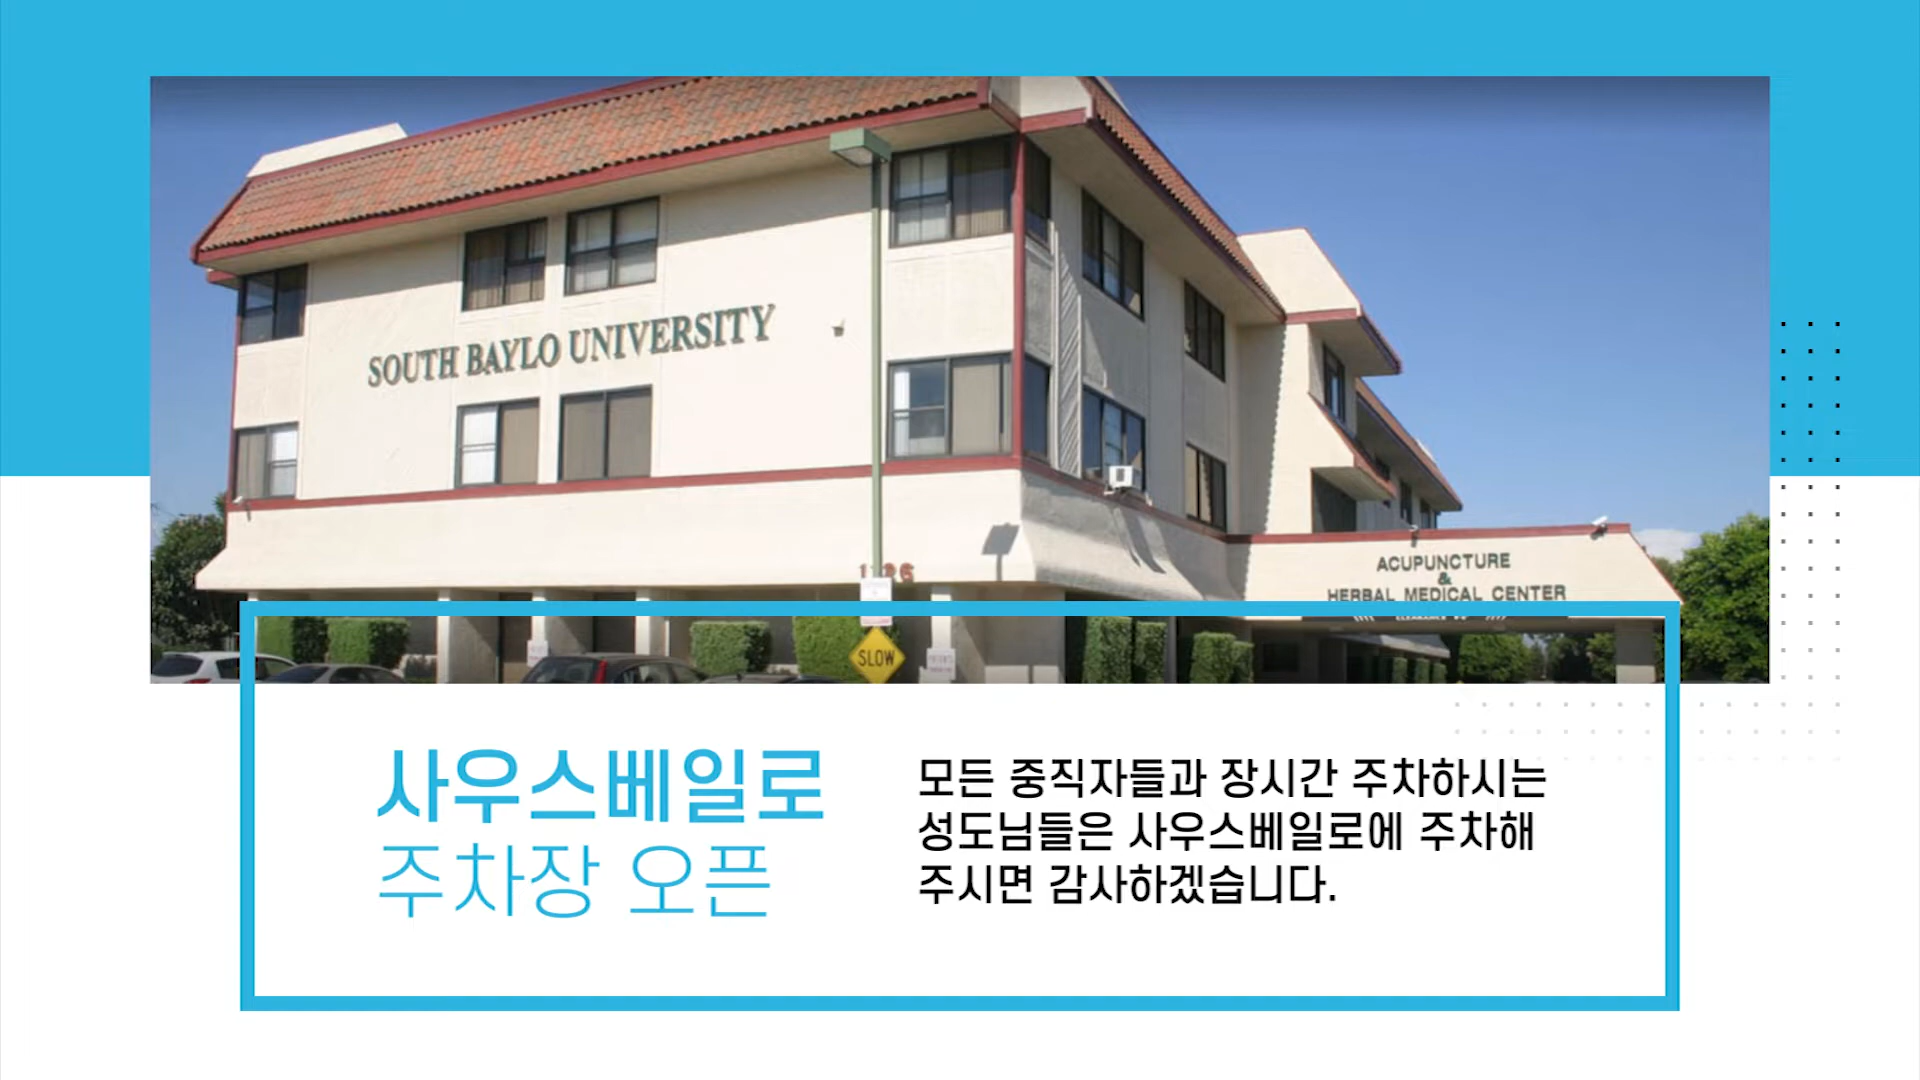 SOUTH BAYLO UNIVERSITY
ACUPUNCTURE
&
HERBAL MEDICAL CENTER
SLOW
사우스베일로
주차장 오픈
모든 중직자들과 장시간 주차하시는
성도님들은 사우스베일로에 주차해
주시면 감사하겠습니다.